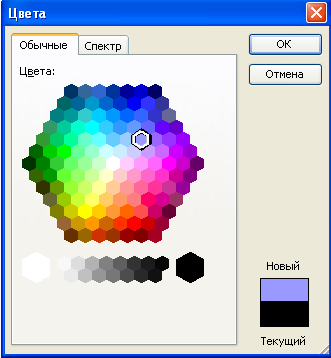 Цвета
Обычные
Спектр
OK
Отмена
Цвета:
Новый
Текущий